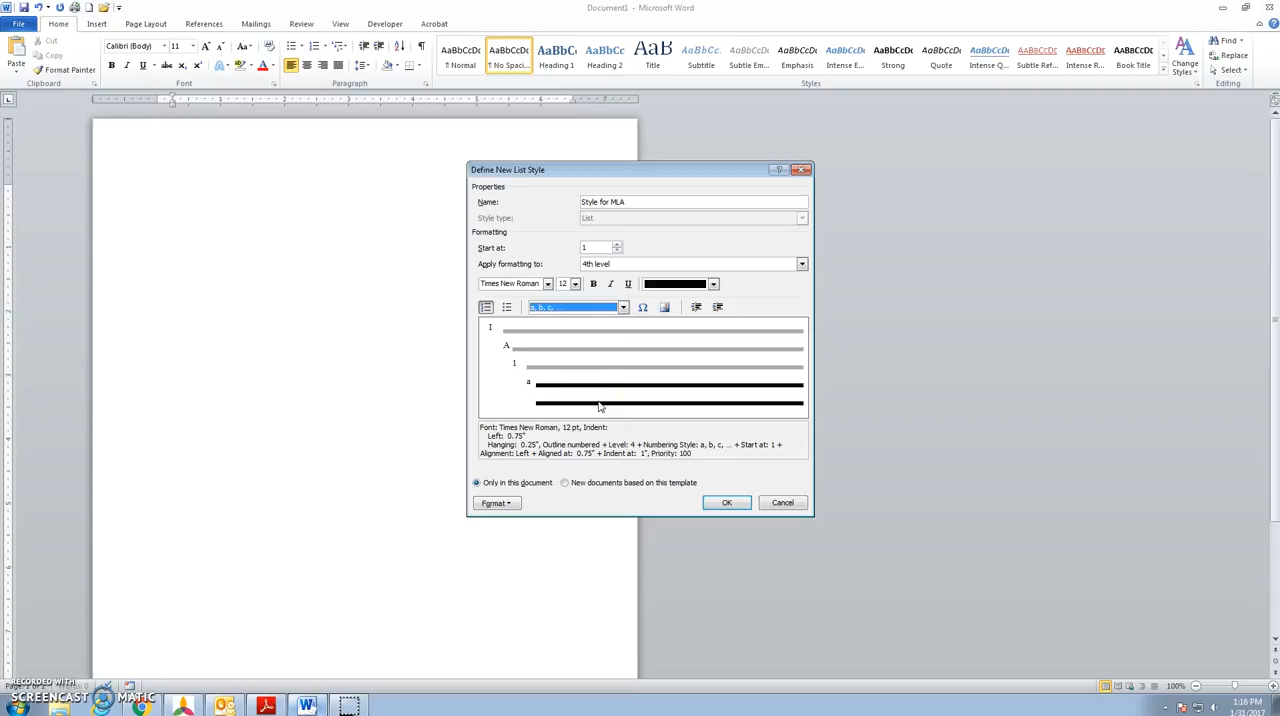 Document1 - Microsoft Word
File Home Insert Page Layout References Mailings Review View Developer Acrobat
Paste
Cut
Copy
Format Painter
Clipboard
Calibri (Body) 11
Font
Paragraph
AaBbCcDc AaBbCcDc AaBbC AaBbCc AaB AaBbCcDc AaBbCcDc AaBbCcDc AaBbCcDc AaBbCcDc AaBbCcDc AaBbCcDc AaBbCcDc AaBbCcDc AaBbCcDc
¶ Normal ¶ No Spaci... Heading 1 Heading 2 Title Subtitle Subtle Em... Emphasis Intense E... Strong Quote Intense Q... Subtle Ref... Intense R... Book Title
Styles
Change
Styles
Find
Replace
Select
Editing
Define New List Style
Properties
Name: Style for MLA
Style type: List
Formatting
Start at: 1
Apply formatting to: 4th level
Times New Roman 12 B I U
a, b, c, ...
I
A
1
a
Font: Times New Roman, 12 pt, Indent:
Left: 0.75"
Hanging: 0.25", Outline numbered + Level: 4 + Numbering Style: a, b, c, ... + Start at: 1 +
Alignment: Left + Aligned at: 0.75" + Indent at: 1", Priority: 100
Only in this document New documents based on this template
Format OK Cancel
RECORDED WITH
SCREENCAST MATIC
100%
1:16 PM
1/31/2017